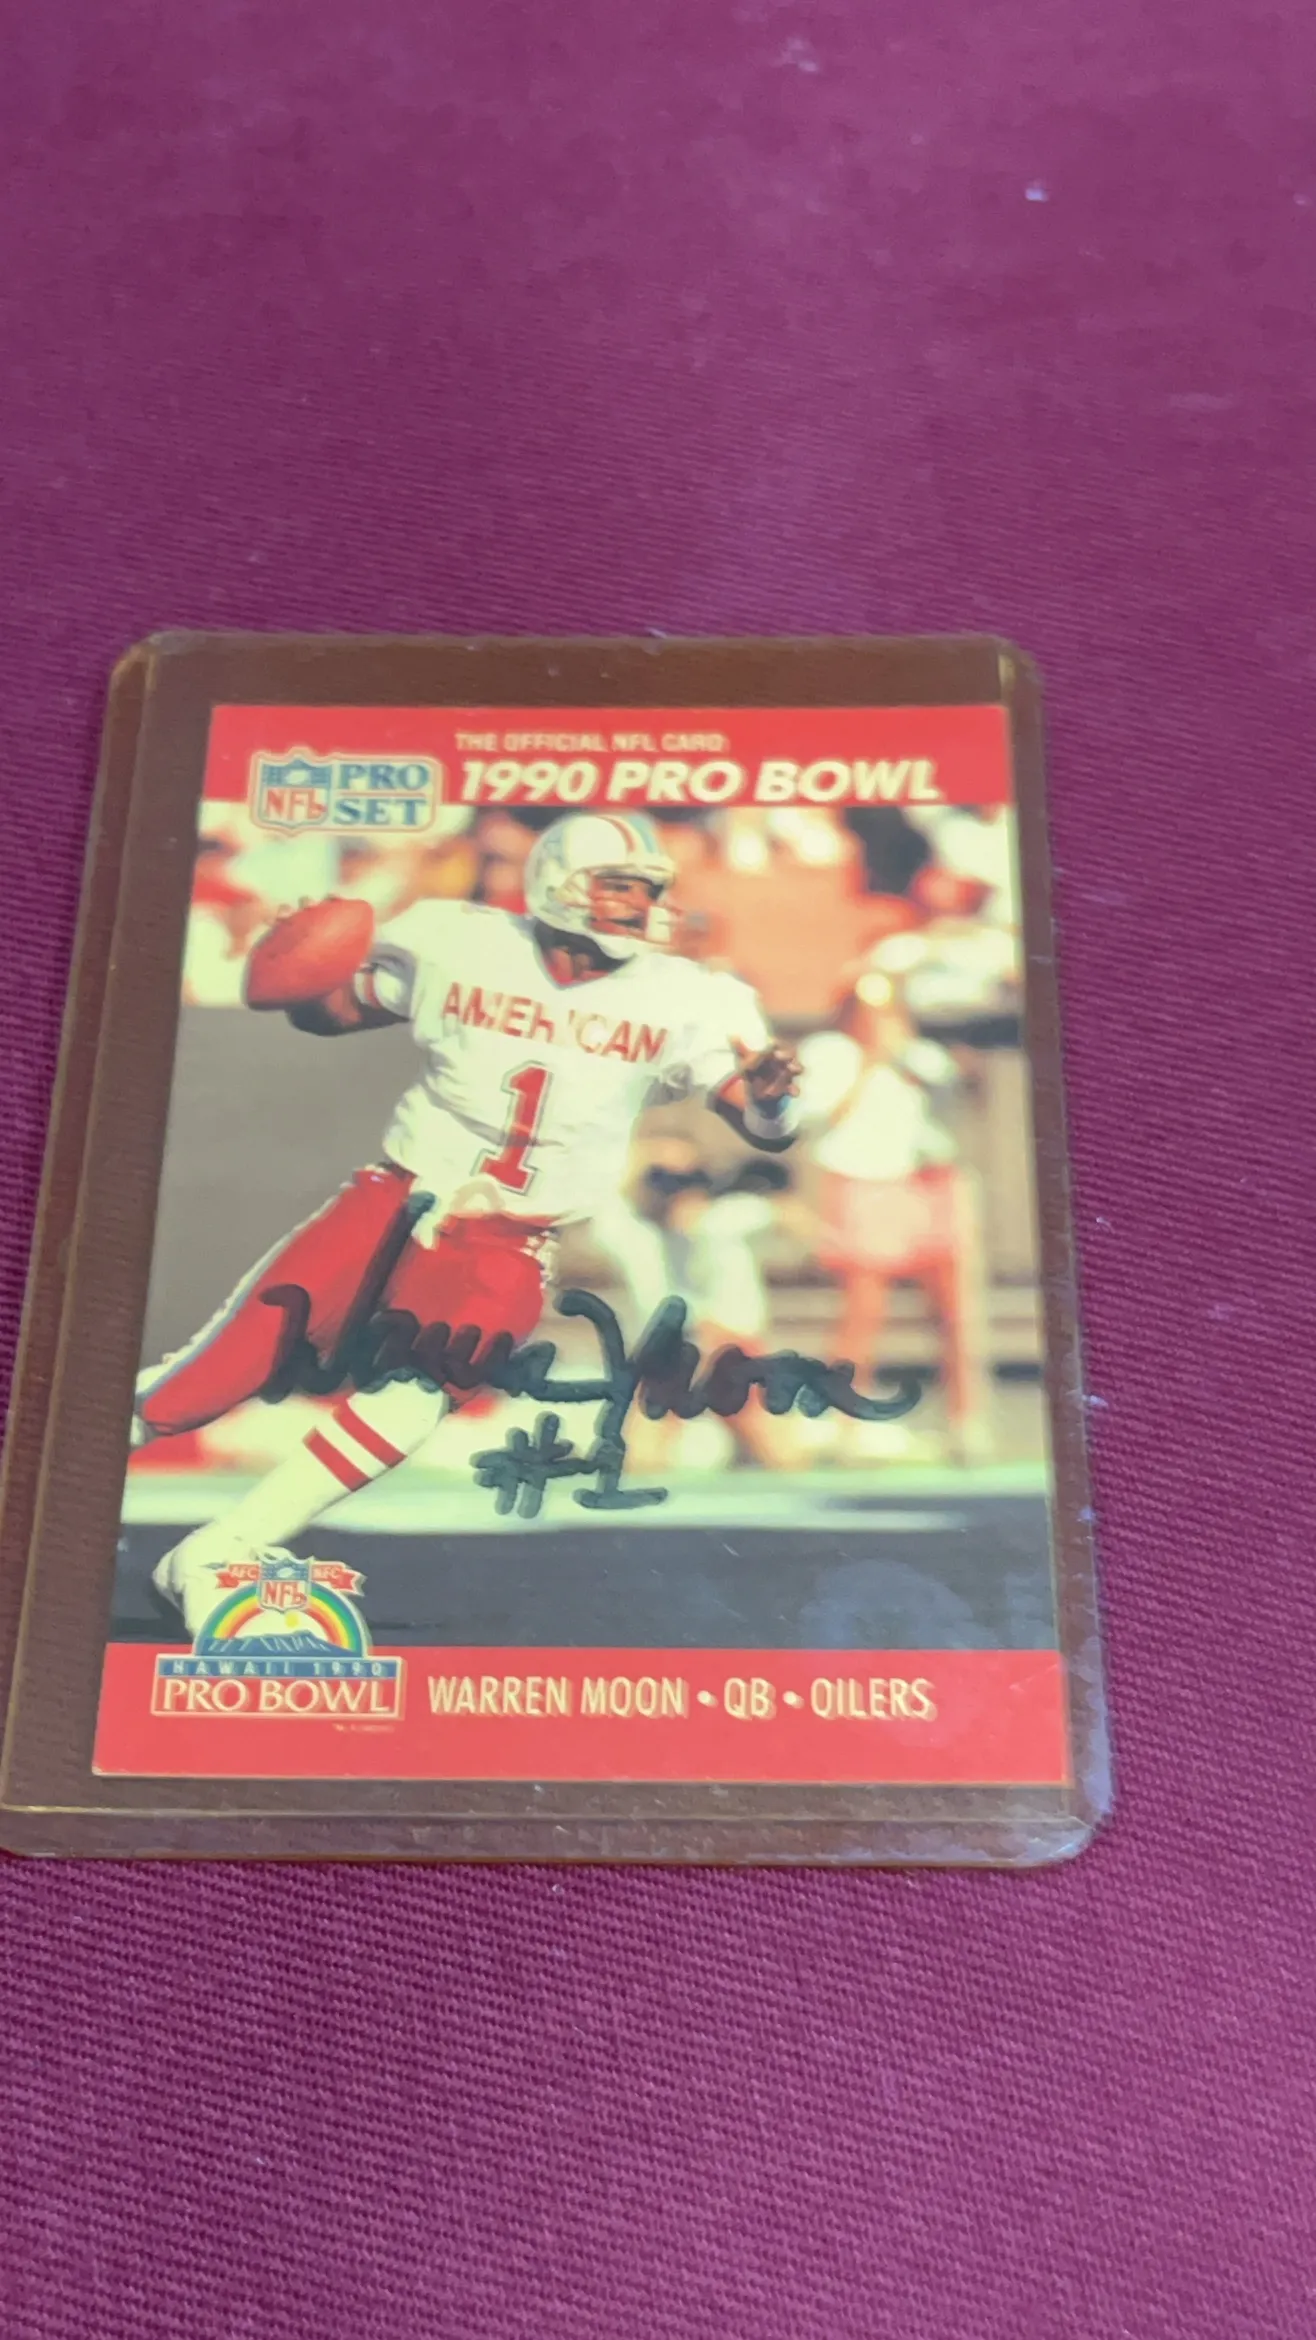 THE OFFICIAL NFL CARD
NFL PRO SET
1990 PRO BOWL
AMERICAN
1
Warren Moon
#1
AFC NFC
NFL
HAWAII 1990
PRO BOWL
WARREN MOON • QB • OILERS